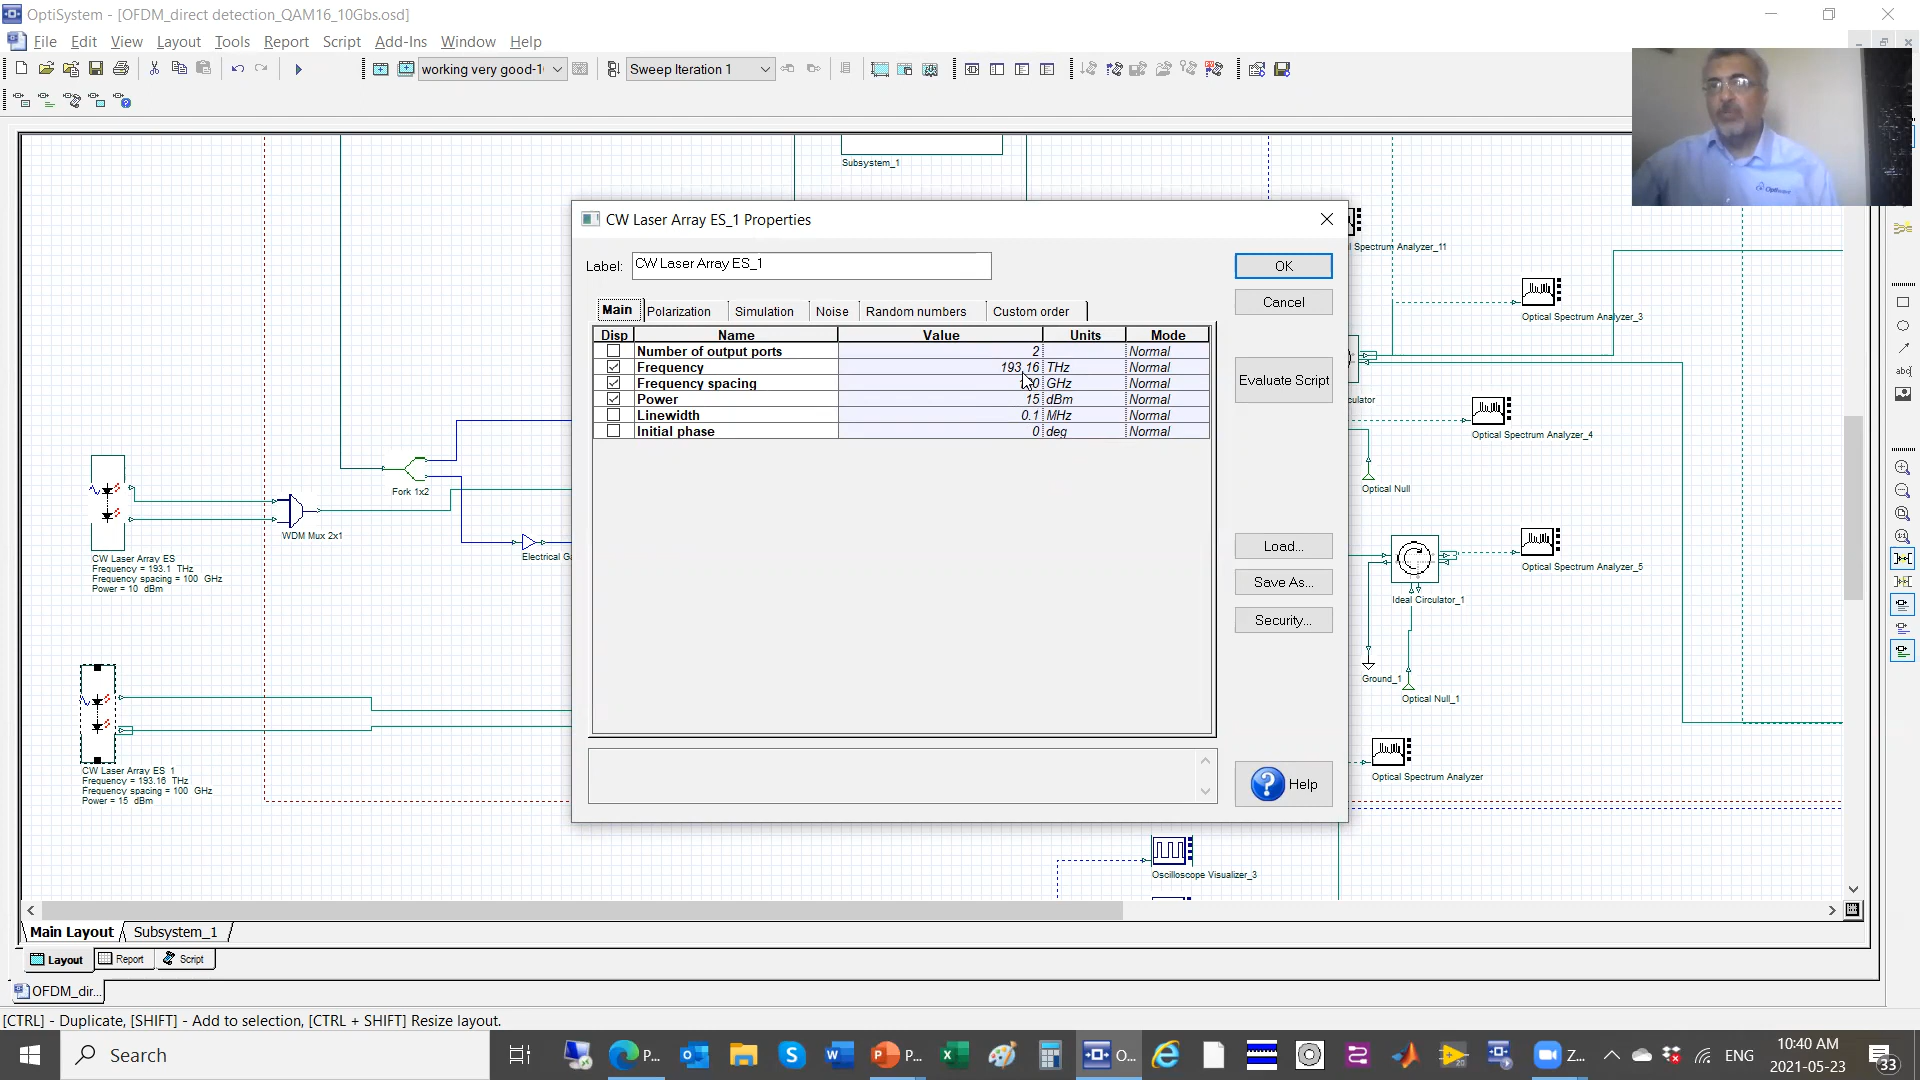 OptiSystem - [OFDM_direct detection_QAM16_10Gbs.osd]
File Edit View Layout Tools Report Script Add-Ins Window Help
working very good-1 Sweep Iteration 1
Subsystem_1
CW Laser Array ES_1 Properties
Label: CW Laser Array ES_1
OK
Main Polarization Simulation Noise Random numbers Custom order
Cancel
Disp Name Value Units Mode
Number of output ports 2 Normal
Frequency 193.16 THz Normal
Frequency spacing GHz Normal
Power 15 dBm Normal
Linewidth 0.1 MHz Normal
Initial phase 0 deg Normal
Evaluate Script
Load...
Save As...
Security...
Help
l Spectrum Analyzer_11
Optical Spectrum Analyzer_3
culator
Optical Spectrum Analyzer_4
Optical Null
Optical Spectrum Analyzer_5
Ideal Circulator_1
Ground_1
Optical Null_1
Optical Spectrum Analyzer
Oscilloscope Visualizer_3
Fork 1x2
WDM Mux 2x1
Electrical G
CW Laser Array ES
Frequency = 193.1 THz
Frequency spacing = 100 GHz
Power = 10 dBm
CW Laser Array ES 1
Frequency = 193.16 THz
Frequency spacing = 100 GHz
Power = 15 dBm
Optiwave
Main Layout Subsystem_1
Layout Report Script
OFDM_dir...
[CTRL] - Duplicate, [SHIFT] - Add to selection, [CTRL + SHIFT] Resize layout.
Search
P...
P...
O...
Z...
ENG
10:40 AM
2021-05-23
33